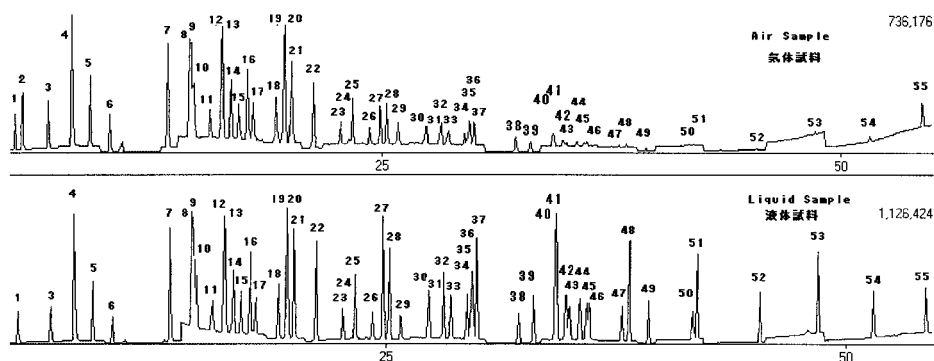 Air Sample
気体試料
736,176
1 2 3 4 5 6 7 8 9 10 11 12 13 14 15 16 17 18 19 20 21 22 23 24 25 26 27 28 29 30 31 32 33 34 35 36 37 38 39 40 41 42 43 44 45 46 47 48 49 50 51 52 53 54 55
25 50
Liquid Sample
液体試料
1,126,424
1 3 4 5 6 7 8 9 10 11 12 13 14 15 16 17 18 19 20 21 22 23 24 25 26 27 28 29 30 31 32 33 34 35 36 37 38 39 40 41 42 43 44 45 46 47 48 49 50 51 52 53 54 55
25 50